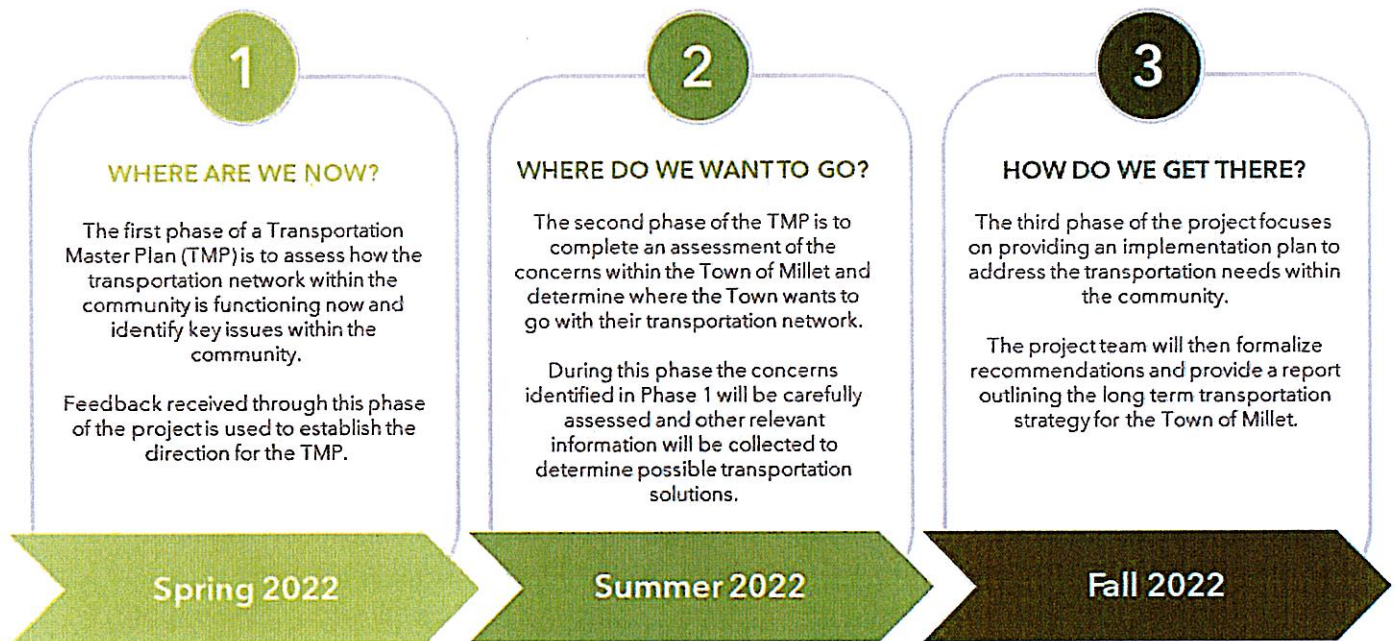 1
WHERE ARE WE NOW?
The first phase of a Transportation
Master Plan (TMP) is to assess how the
transportation network within the
community is functioning now and
identify key issues within the
community.
Feedback received through this phase
of the project is used to establish the
direction for the TMP.
Spring 2022
2
WHERE DO WE WANT TO GO?
The second phase of the TMP is to
complete an assessment of the
concerns within the Town of Millet and
determine where the Town wants to
go with their transportation network.
During this phase the concerns
identified in Phase 1 will be carefully
assessed and other relevant
information will be collected to
determine possible transportation
solutions.
Summer 2022
3
HOW DO WE GET THERE?
The third phase of the project focuses
on providing an implementation plan to
address the transportation needs within
the community.
The project team will then formalize
recommendations and provide a report
outlining the long term transportation
strategy for the Town of Millet.
Fall 2022